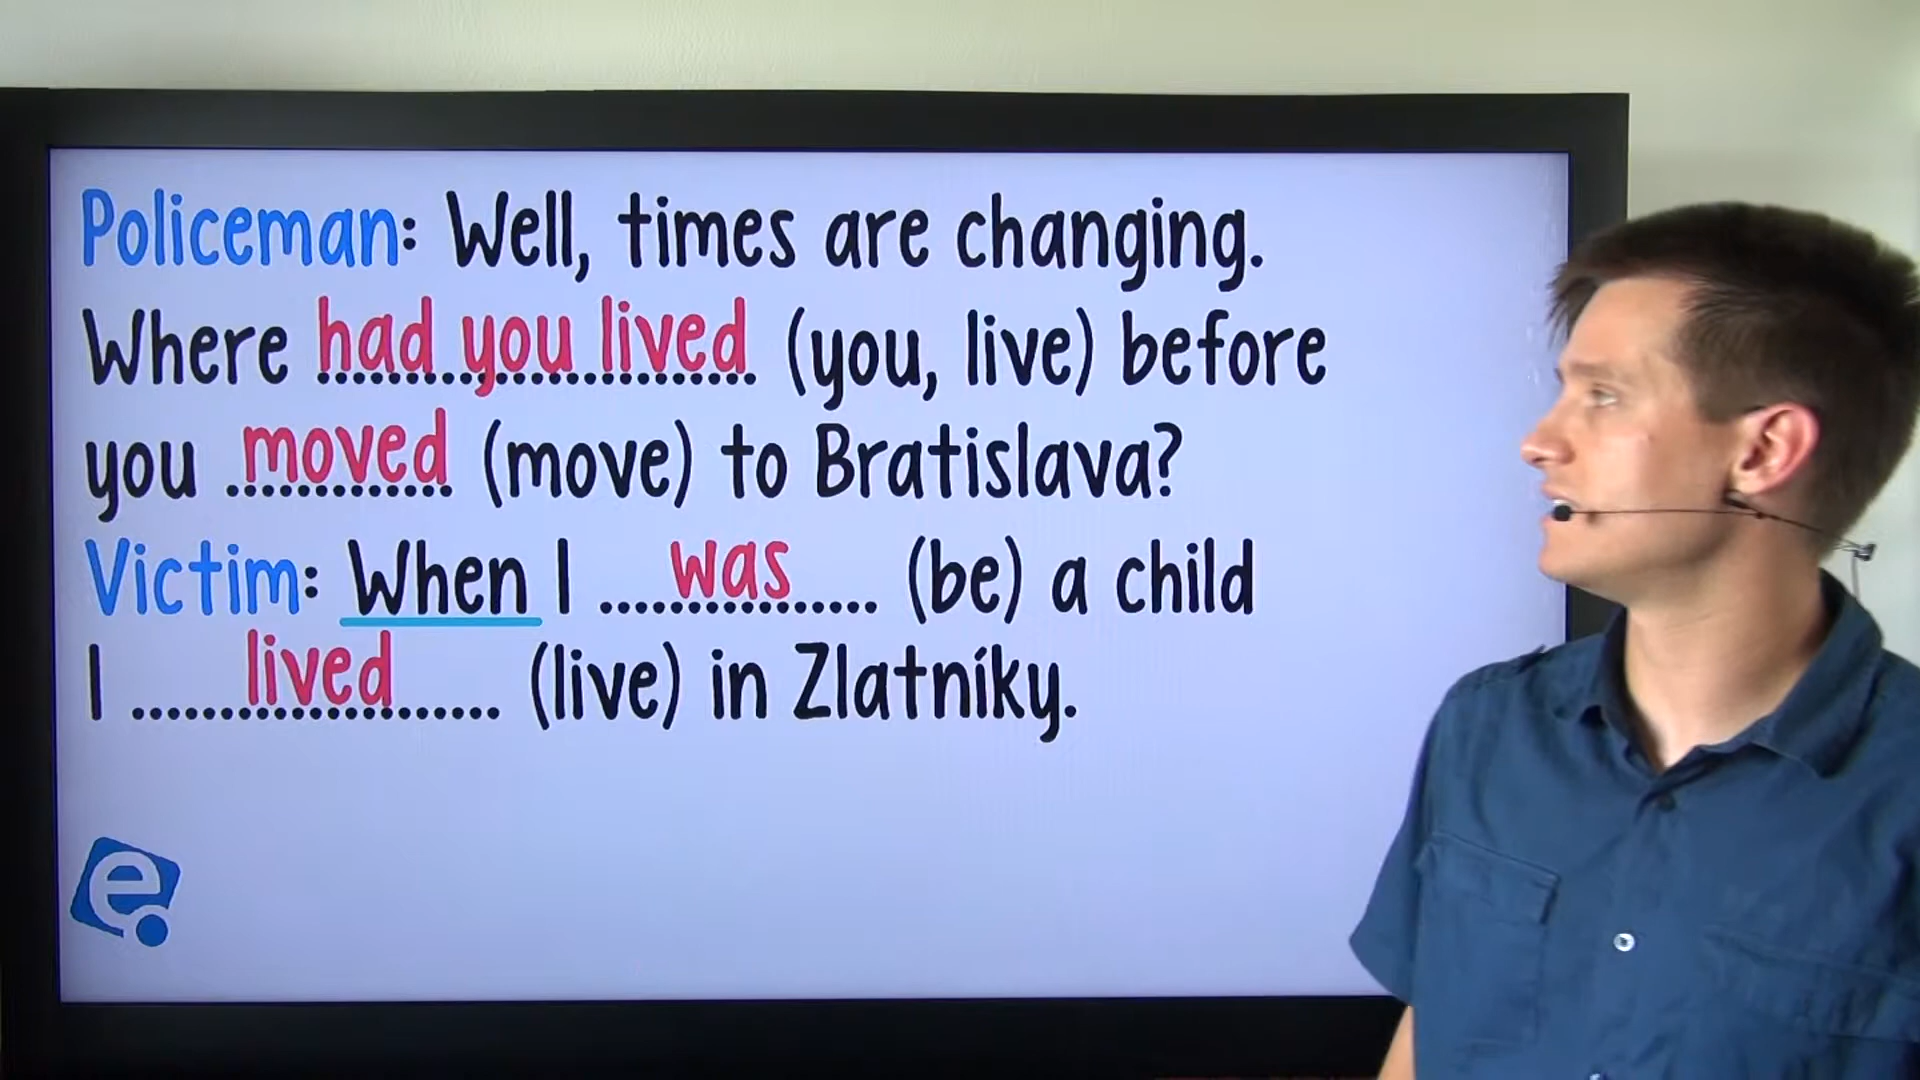 Policeman: Well, times are changing.
Where had you lived (you, live) before
you moved (move) to Bratislava?
Victim: When I was (be) a child
I lived (live) in Zlatníky.
e